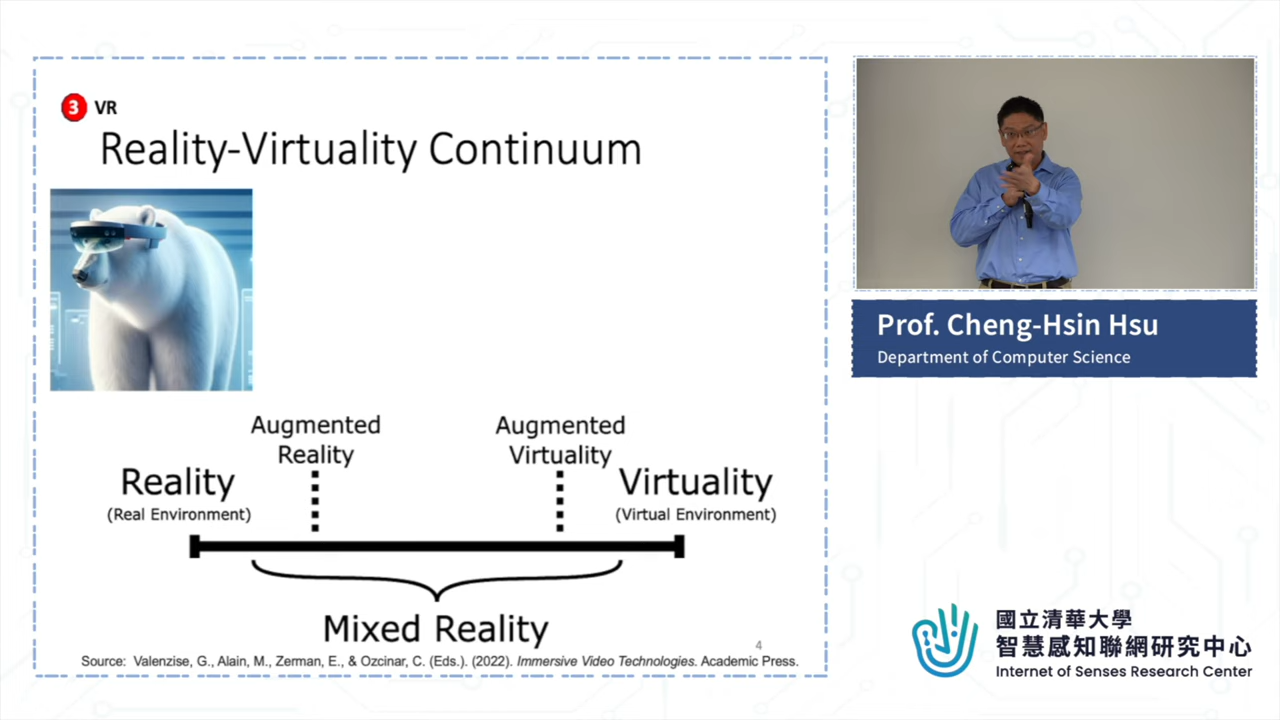 3 VR
Reality-Virtuality Continuum
Augmented
Reality
Augmented
Virtuality
Reality
(Real Environment)
Virtuality
(Virtual Environment)
Mixed Reality
4
Source: Valenzise, G., Alain, M., Zerman, E., & Ozcinar, C. (Eds.). (2022). Immersive Video Technologies. Academic Press.
Prof. Cheng-Hsin Hsu
Department of Computer Science
國立清華大學
智慧感知聯網研究中心
Internet of Senses Research Center